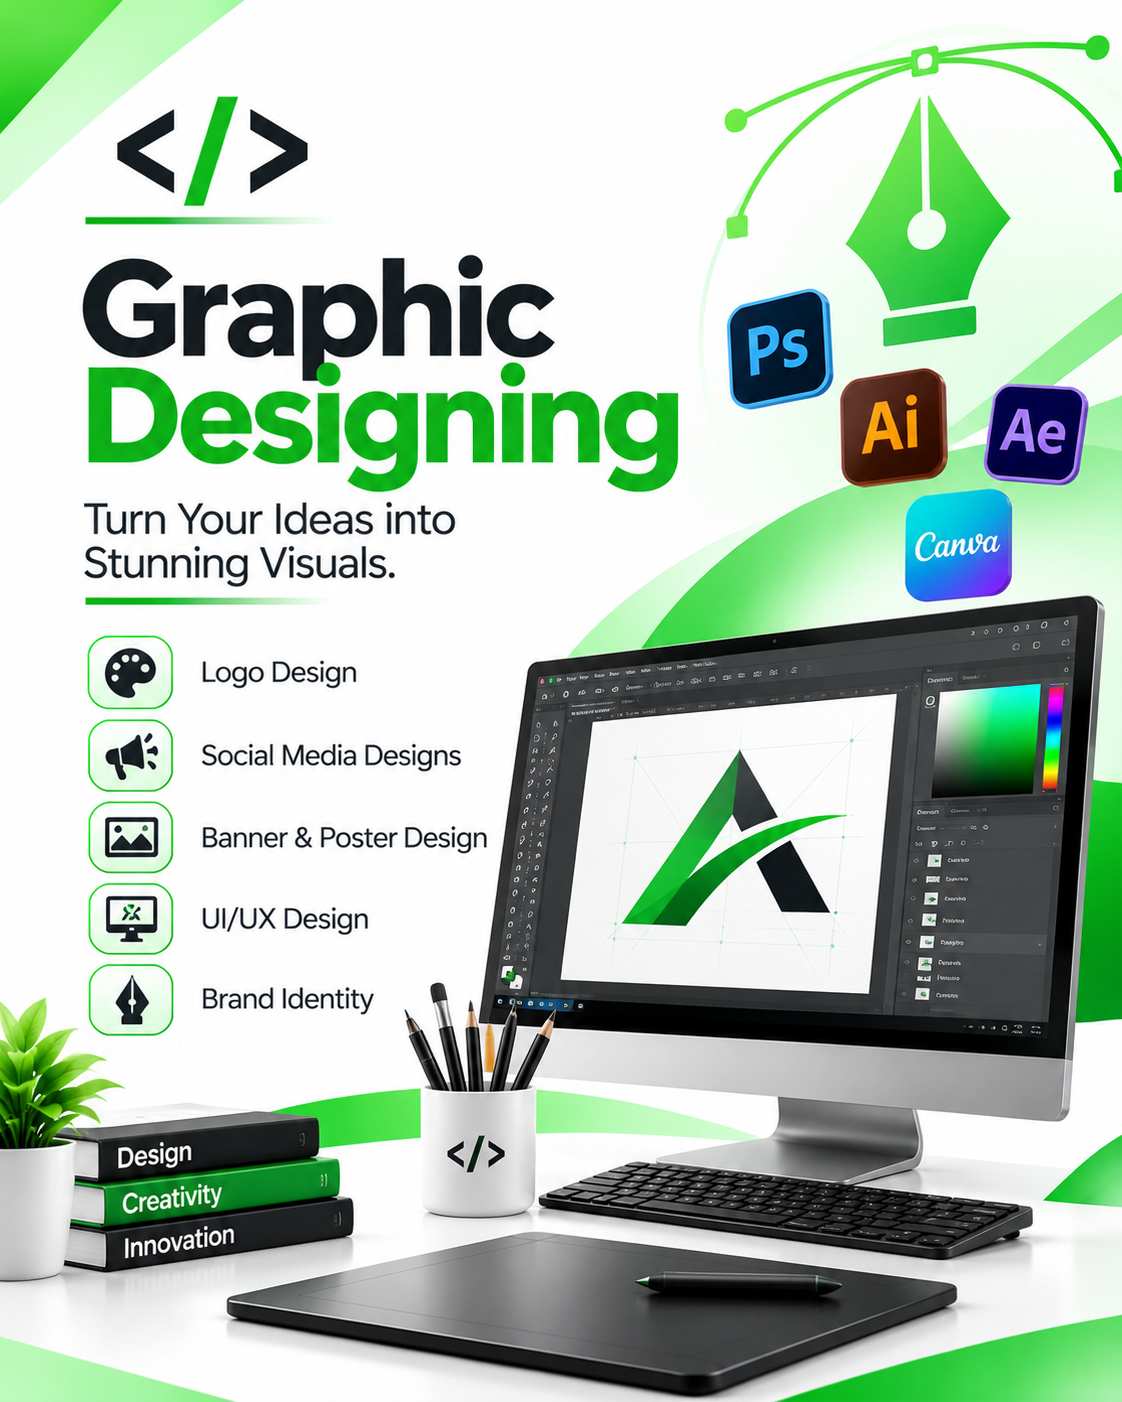 </>
Graphic
Designing
Turn Your Ideas into
Stunning Visuals.
Logo Design
Social Media Designs
Banner & Poster Design
UI/UX Design
Brand Identity
Ps
Ai
Ae
Canva
</>
Design
Creativity
Innovation